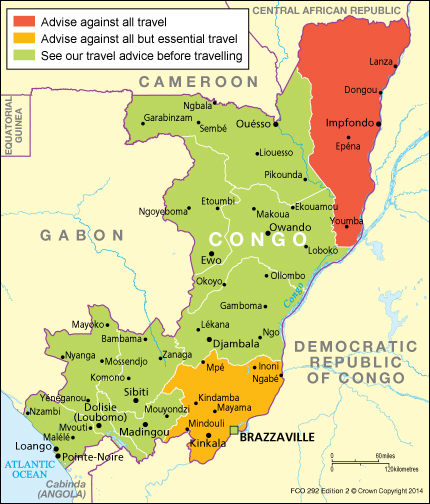 Advise against all travel
Advise against all but essential travel
See our travel advice before travelling
CENTRAL AFRICAN REPUBLIC
CAMEROON
EQUATORIAL
GUINEA
GABON
CONGO
DEMOCRATIC
REPUBLIC
OF CONGO
ATLANTIC
OCEAN
Cabinda
(ANGOLA)
Lanza
Dongou
Impfondo
Epéna
Youmba
Ngbala
Garabinzam
Sembé
Ouésso
Liouesso
Pikounda
Etoumbi
Ngoyeboma
Makoua
Ekouamou
Owando
Loboko
Ewo
Okoyo
Ollombo
Congo
Gamboma
Lékana
Ngo
Djambala
Mayoko
Bambama
Zanaga
Nyanga
Mossendjo
Komono
Sibiti
Yénéganou
Dolisie
(Loubomo)
Mouyondzi
Nzambi
Mvouti
Madingou
Malélé
Loango
Pointe-Noire
Mpé
Inoni
Ngabé
Kindamba
Mayama
Mindouli
Kinkala
BRAZZAVILLE
0 60miles
0 120kilometres
FCO 292 Edition 2 © Crown Copyright 2014